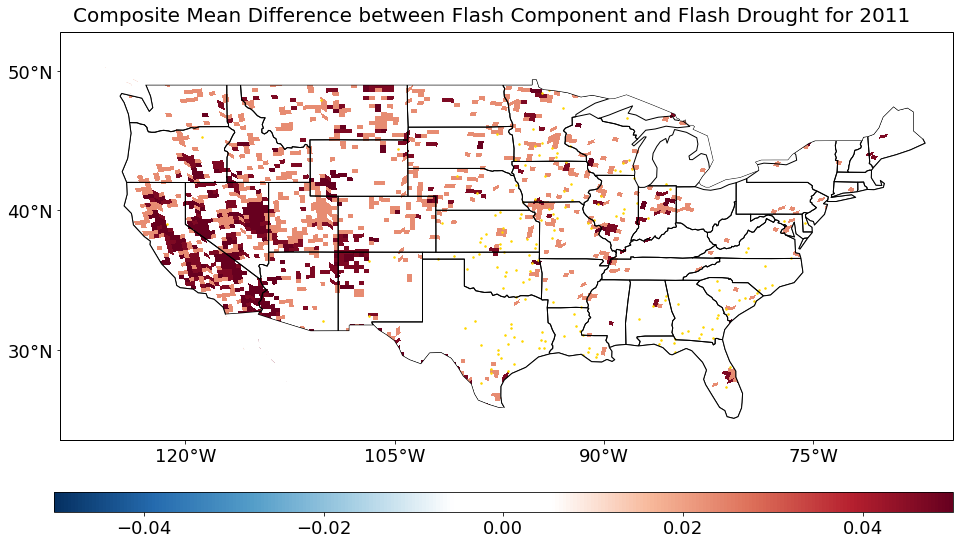 Composite Mean Difference between Flash Component and Flash Drought for 2011
50°N
40°N
30°N
120°W 105°W 90°W 75°W
−0.04 −0.02 0.00 0.02 0.04